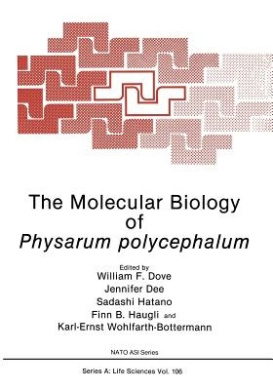 The Molecular Biology
of
Physarum polycephalum
Edited by
William F. Dove
Jennifer Dee
Sadashi Hatano
Finn B. Haugli and
Karl-Ernst Wohlfarth-Bottermann
NATO ASI Series
Series A: Life Sciences Vol. 106